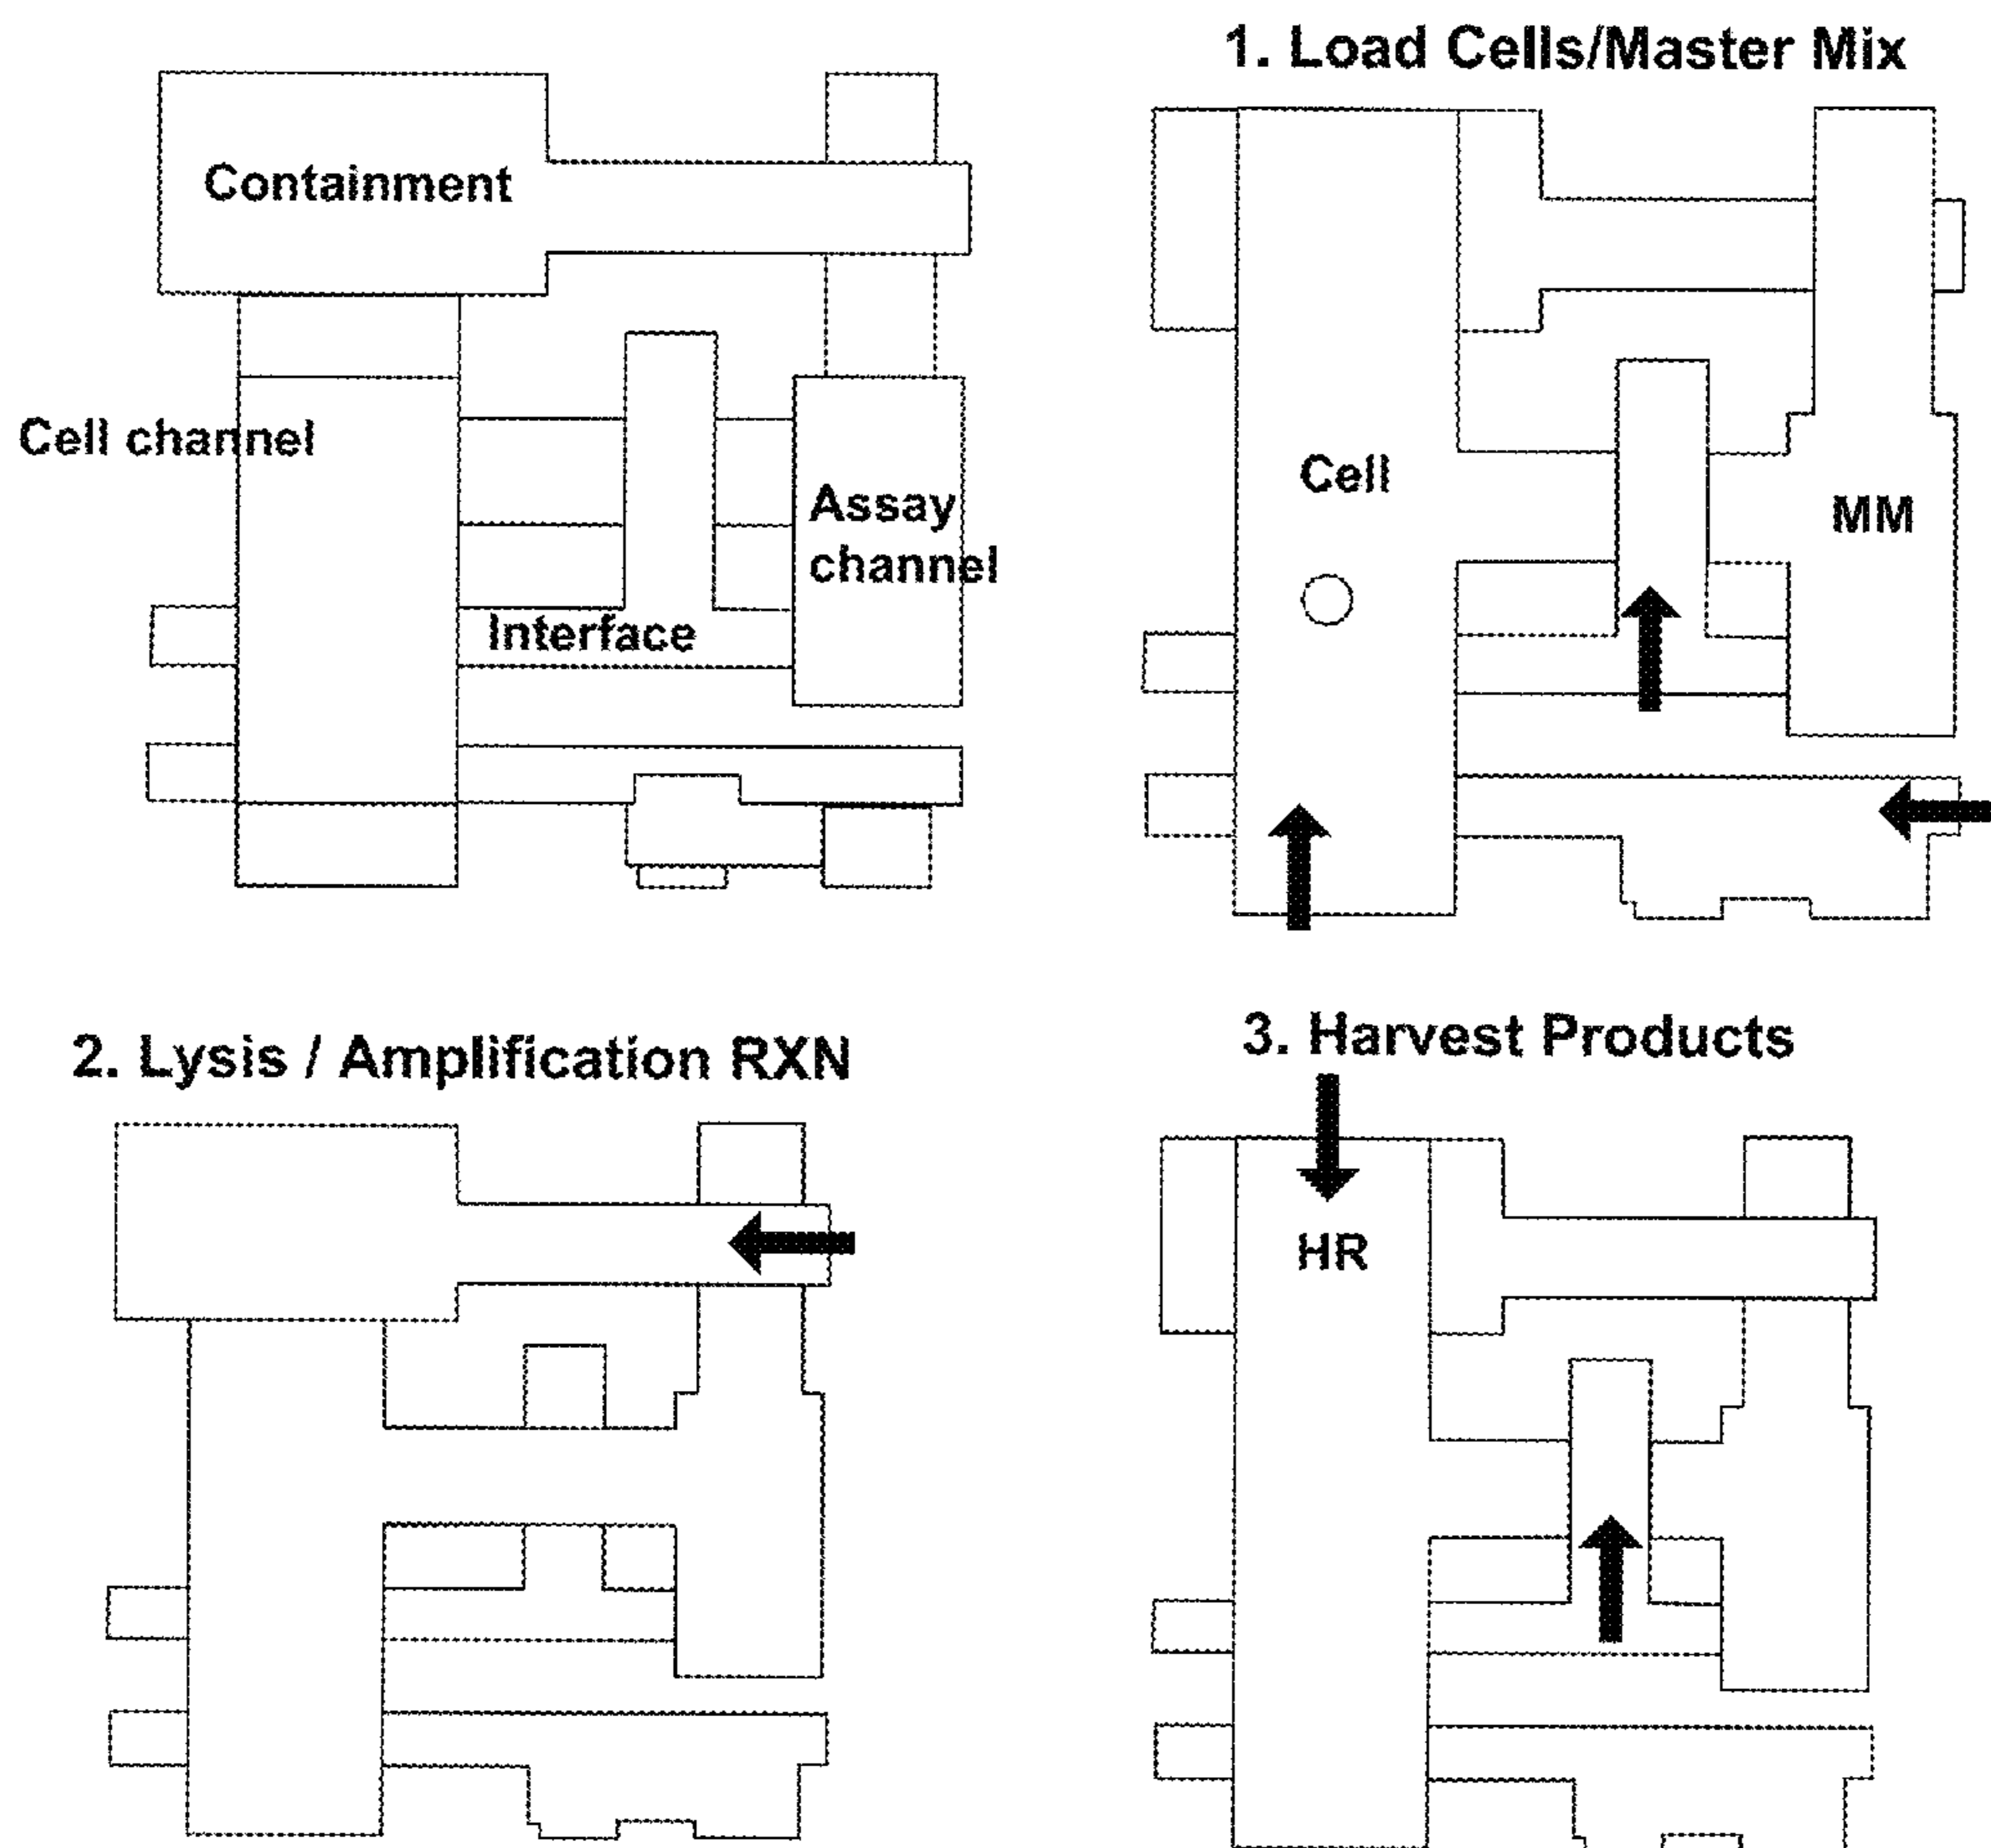 Containment
Cell channel
Assay
channel
Interface
1. Load Cells/Master Mix
Cell
MM
2. Lysis / Amplification RXN
3. Harvest Products
HR